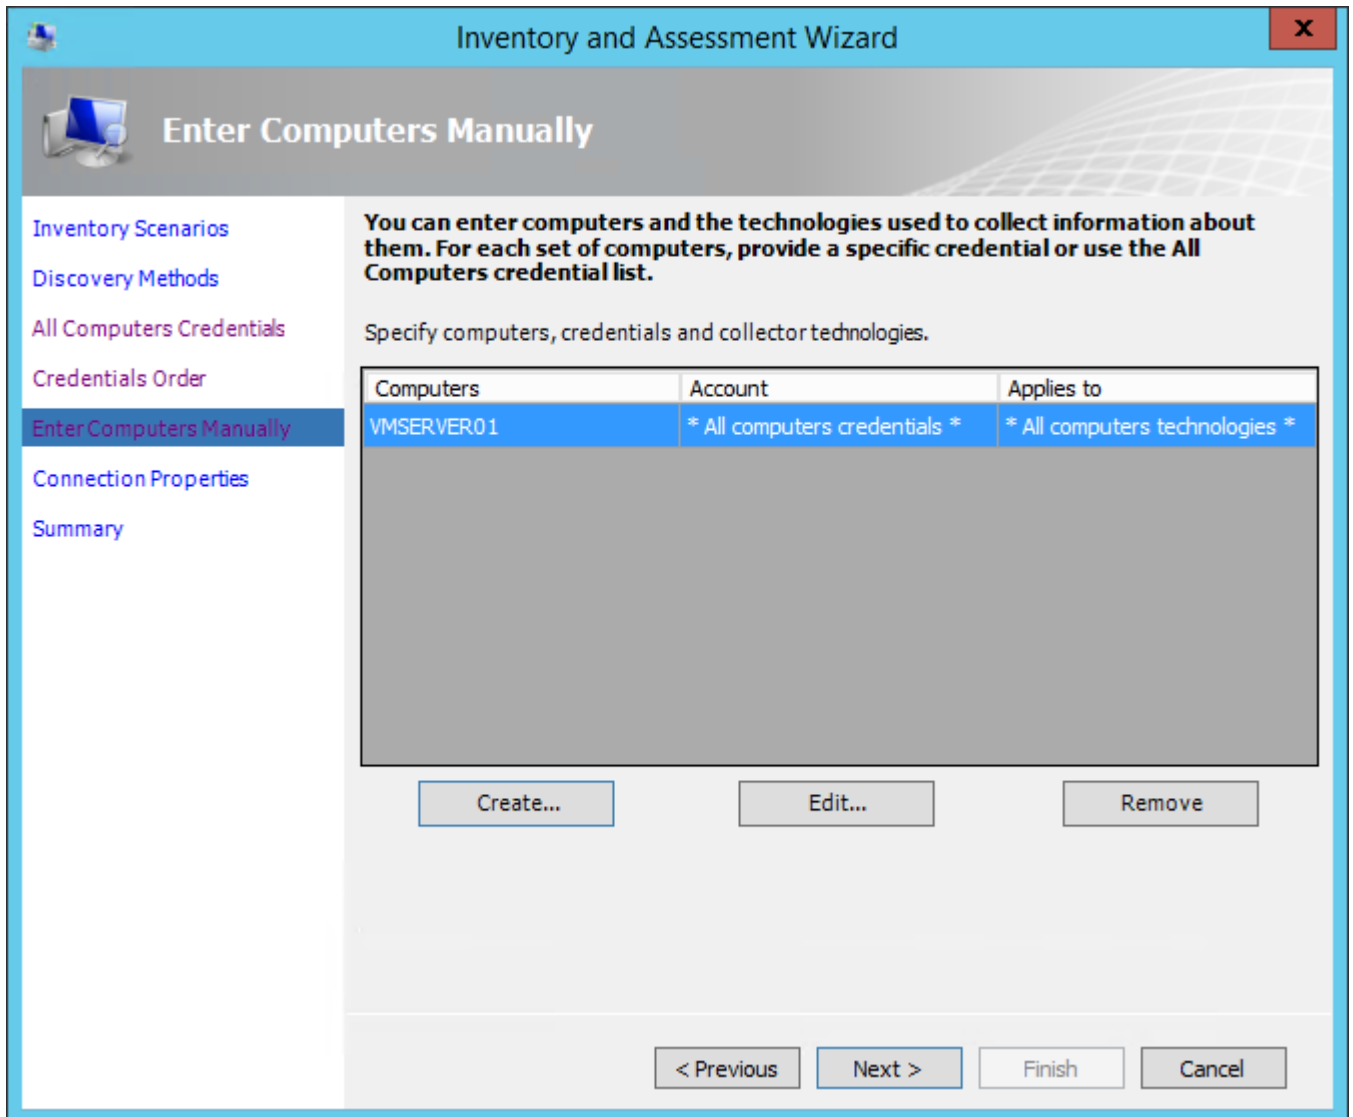 Inventory and Assessment Wizard
x
Enter Computers Manually
Inventory Scenarios
Discovery Methods
All Computers Credentials
Credentials Order
Enter Computers Manually
Connection Properties
Summary
You can enter computers and the technologies used to collect information about
them. For each set of computers, provide a specific credential or use the All
Computers credential list.
Specify computers, credentials and collector technologies.
Computers Account Applies to
VMSERVER01 * All computers credentials * * All computers technologies *
Create... Edit... Remove
< Previous Next > Finish Cancel